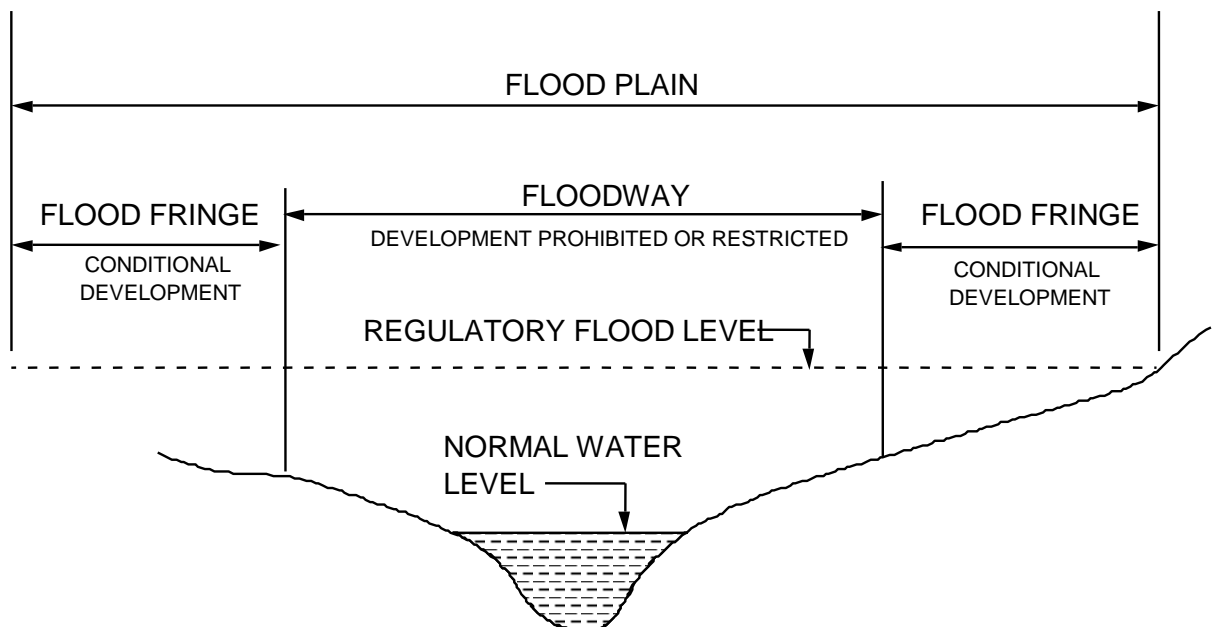 FLOOD PLAIN
FLOOD FRINGE
CONDITIONAL
DEVELOPMENT
FLOODWAY
DEVELOPMENT PROHIBITED OR RESTRICTED
FLOOD FRINGE
CONDITIONAL
DEVELOPMENT
REGULATORY FLOOD LEVEL
NORMAL WATER
LEVEL